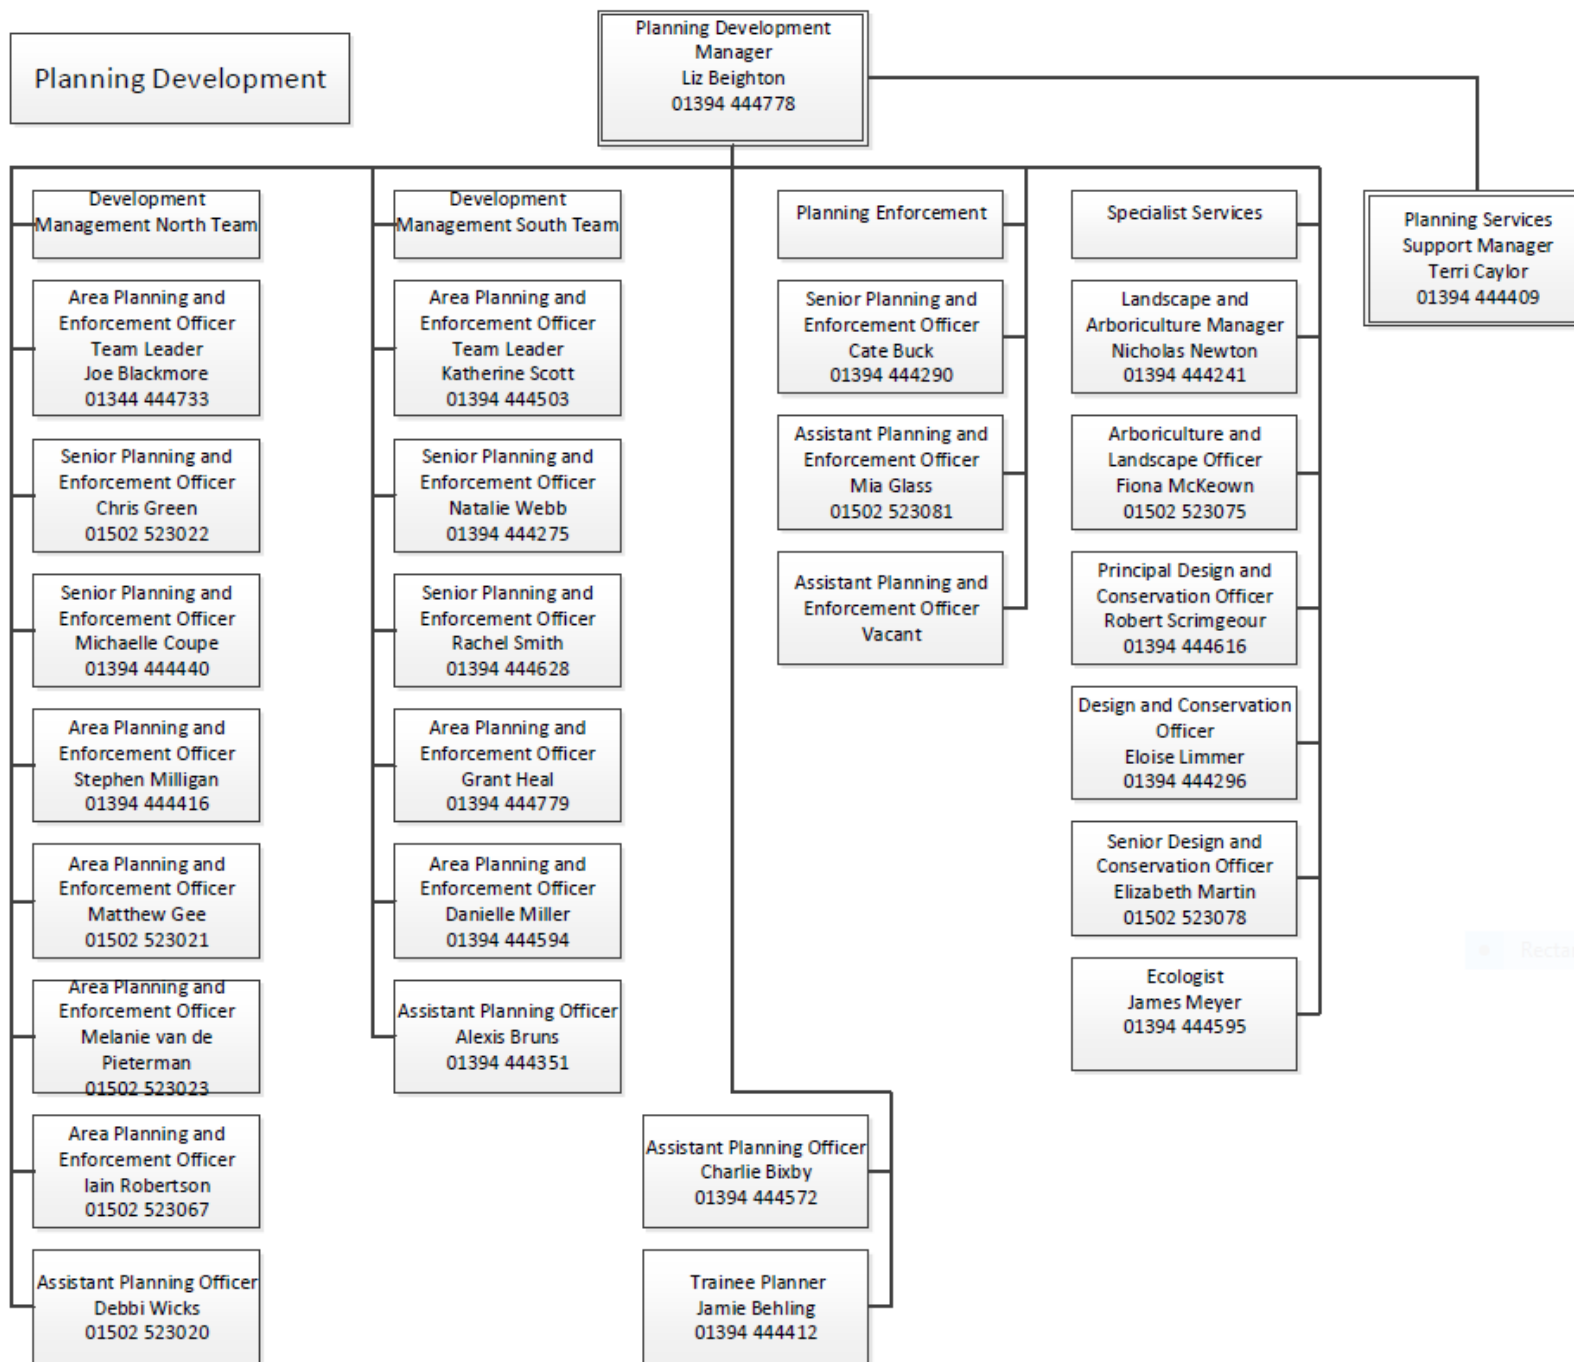 Planning Development
Planning Development
Manager
Liz Beighton
01394 444778
Planning Services
Support Manager
Terri Caylor
01394 444409
Development
Management North Team
Area Planning and
Enforcement Officer
Team Leader
Joe Blackmore
01344 444733
Senior Planning and
Enforcement Officer
Chris Green
01502 523022
Senior Planning and
Enforcement Officer
Michaelle Coupe
01394 444440
Area Planning and
Enforcement Officer
Stephen Milligan
01394 444416
Area Planning and
Enforcement Officer
Matthew Gee
01502 523021
Area Planning and
Enforcement Officer
Melanie van de
Pieterman
01502 523023
Area Planning and
Enforcement Officer
Iain Robertson
01502 523067
Assistant Planning Officer
Debbi Wicks
01502 523020
Development
Management South Team
Area Planning and
Enforcement Officer
Team Leader
Katherine Scott
01394 444503
Senior Planning and
Enforcement Officer
Natalie Webb
01394 444275
Senior Planning and
Enforcement Officer
Rachel Smith
01394 444628
Area Planning and
Enforcement Officer
Grant Heal
01394 444779
Area Planning and
Enforcement Officer
Danielle Miller
01394 444594
Assistant Planning Officer
Alexis Bruns
01394 444351
Assistant Planning Officer
Charlie Bixby
01394 444572
Trainee Planner
Jamie Behling
01394 444412
Planning Enforcement
Senior Planning and
Enforcement Officer
Cate Buck
01394 444290
Assistant Planning and
Enforcement Officer
Mia Glass
01502 523081
Assistant Planning and
Enforcement Officer
Vacant
Specialist Services
Landscape and
Arboriculture Manager
Nicholas Newton
01394 444241
Arboriculture and
Landscape Officer
Fiona McKeown
01502 523075
Principal Design and
Conservation Officer
Robert Scrimgeour
01394 444616
Design and Conservation
Officer
Eloise Limmer
01394 444296
Senior Design and
Conservation Officer
Elizabeth Martin
01502 523078
Ecologist
James Meyer
01394 444595